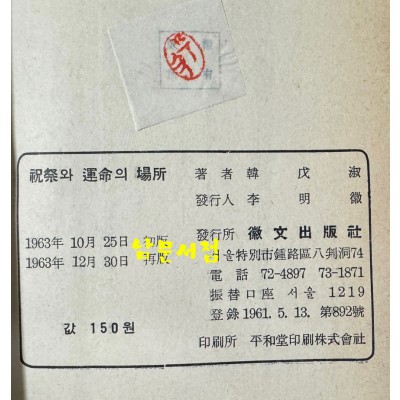 祝祭와 運命의 場所
1963年 10月 25日 初版
1963年 12月 30日 再版
값 150원
著者 韓戊淑
發行人 李明徽
發行所 徽文出版社
서울特別市鍾路區八判洞74
電話 72-4897 73-1871
振替口座 서울 1219
登錄 1961. 5. 13. 第892號
印刷所 平和堂印刷株式會社